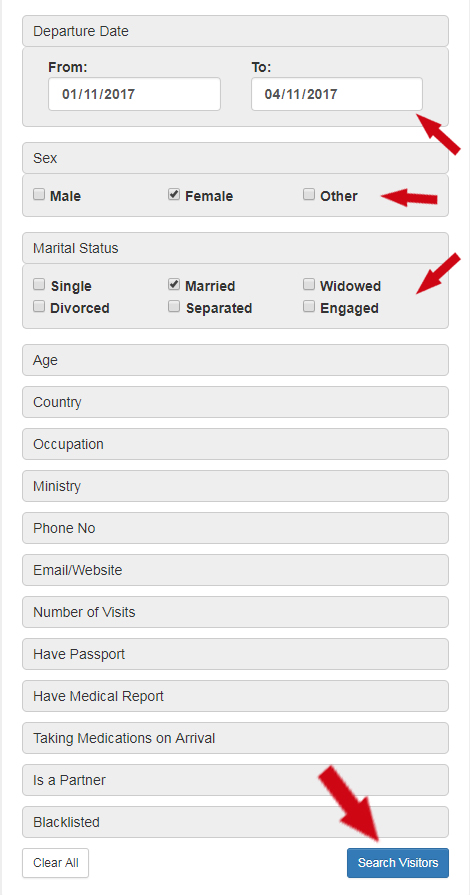 Departure Date
From: To:
01/11/2017 04/11/2017
Sex
Male Female Other
Marital Status
Single Married Widowed
Divorced Separated Engaged
Age
Country
Occupation
Ministry
Phone No
Email/Website
Number of Visits
Have Passport
Have Medical Report
Taking Medications on Arrival
Is a Partner
Blacklisted
Clear All Search Visitors